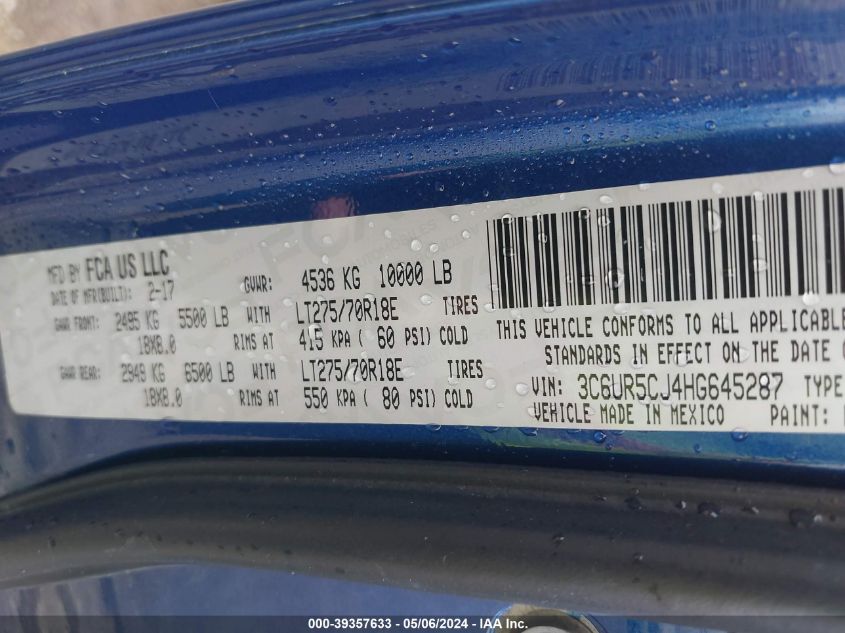 MFD BY FCA US LLC
DATE OF MFR(BUILT): 2-17 GVWR: 4536 KG 10000 LB
GAWR FRONT: 2495 KG 5500 LB WITH LT275/70R18E TIRES
18X8.0 RIMS AT 415 KPA ( 60 PSI) COLD
GAWR REAR: 2948 KG 6500 LB WITH LT275/70R18E TIRES
18X8.0 RIMS AT 550 KPA ( 80 PSI) COLD
THIS VEHICLE CONFORMS TO ALL APPLICABLE
STANDARDS IN EFFECT ON THE DATE
VIN: 3C6UR5CJ4HG645287 TYPE
VEHICLE MADE IN MEXICO PAINT:
000-39357633 - 05/06/2024 - IAA Inc.